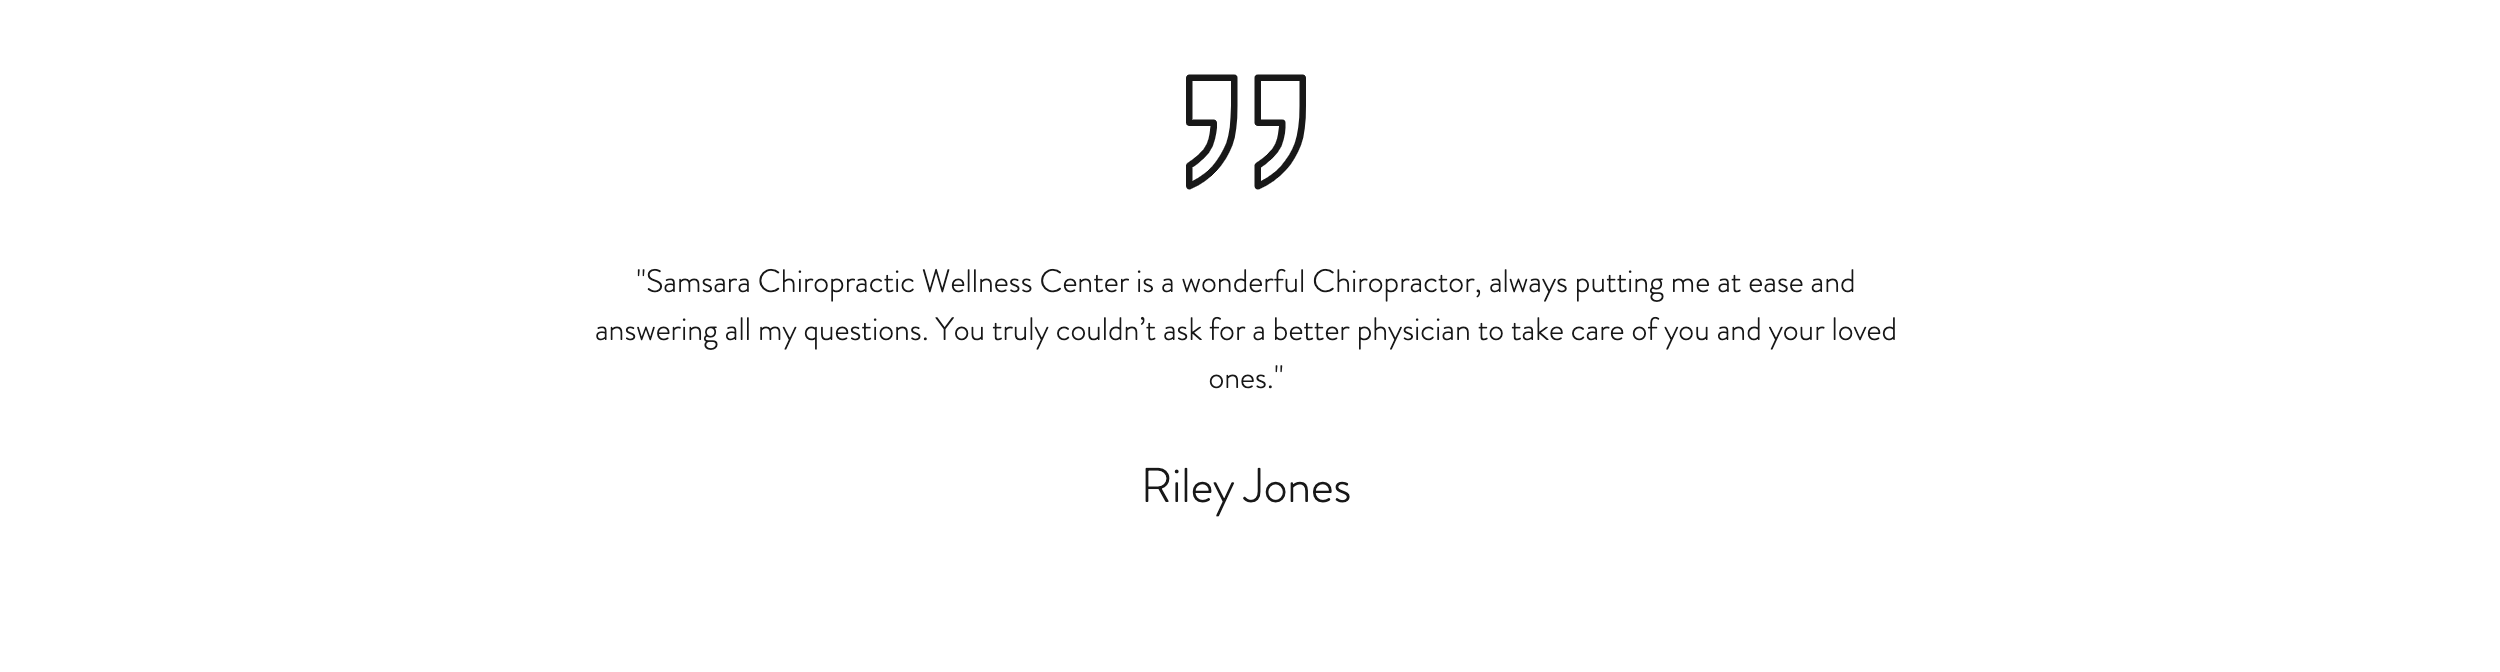 "Samsara Chiropractic Wellness Center is a wonderful Chiropractor, always putting me at ease and
answering all my questions. You truly couldn’t ask for a better physician to take care of you and your loved
ones."
Riley Jones